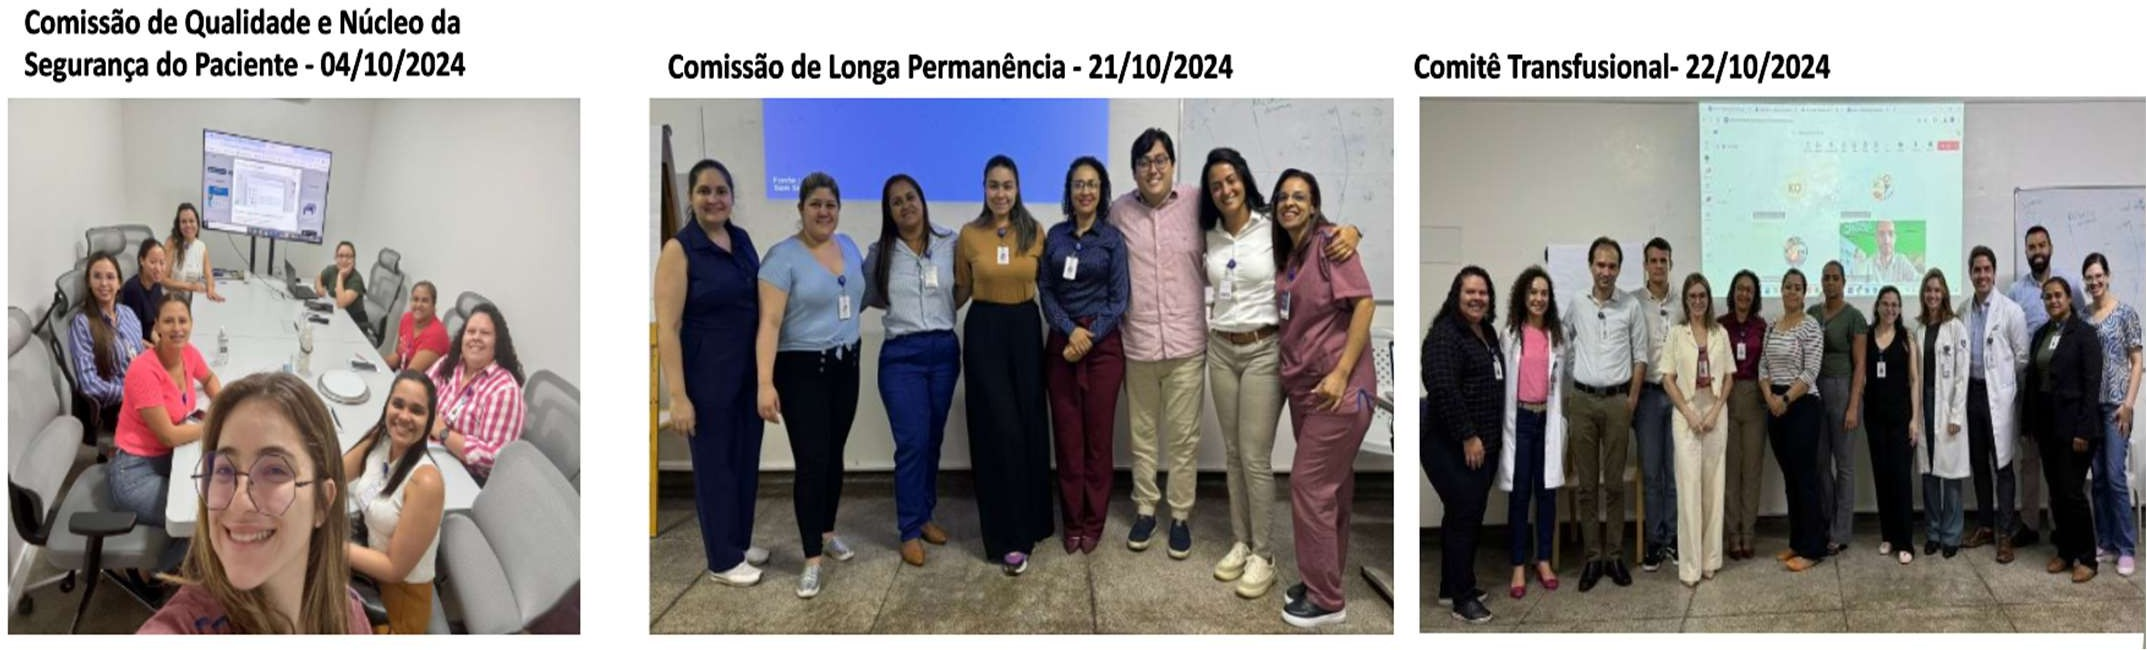 Comissão de Qualidade e Núcleo da
Segurança do Paciente - 04/10/2024
Comissão de Longa Permanência - 21/10/2024
Comitê Transfusional- 22/10/2024